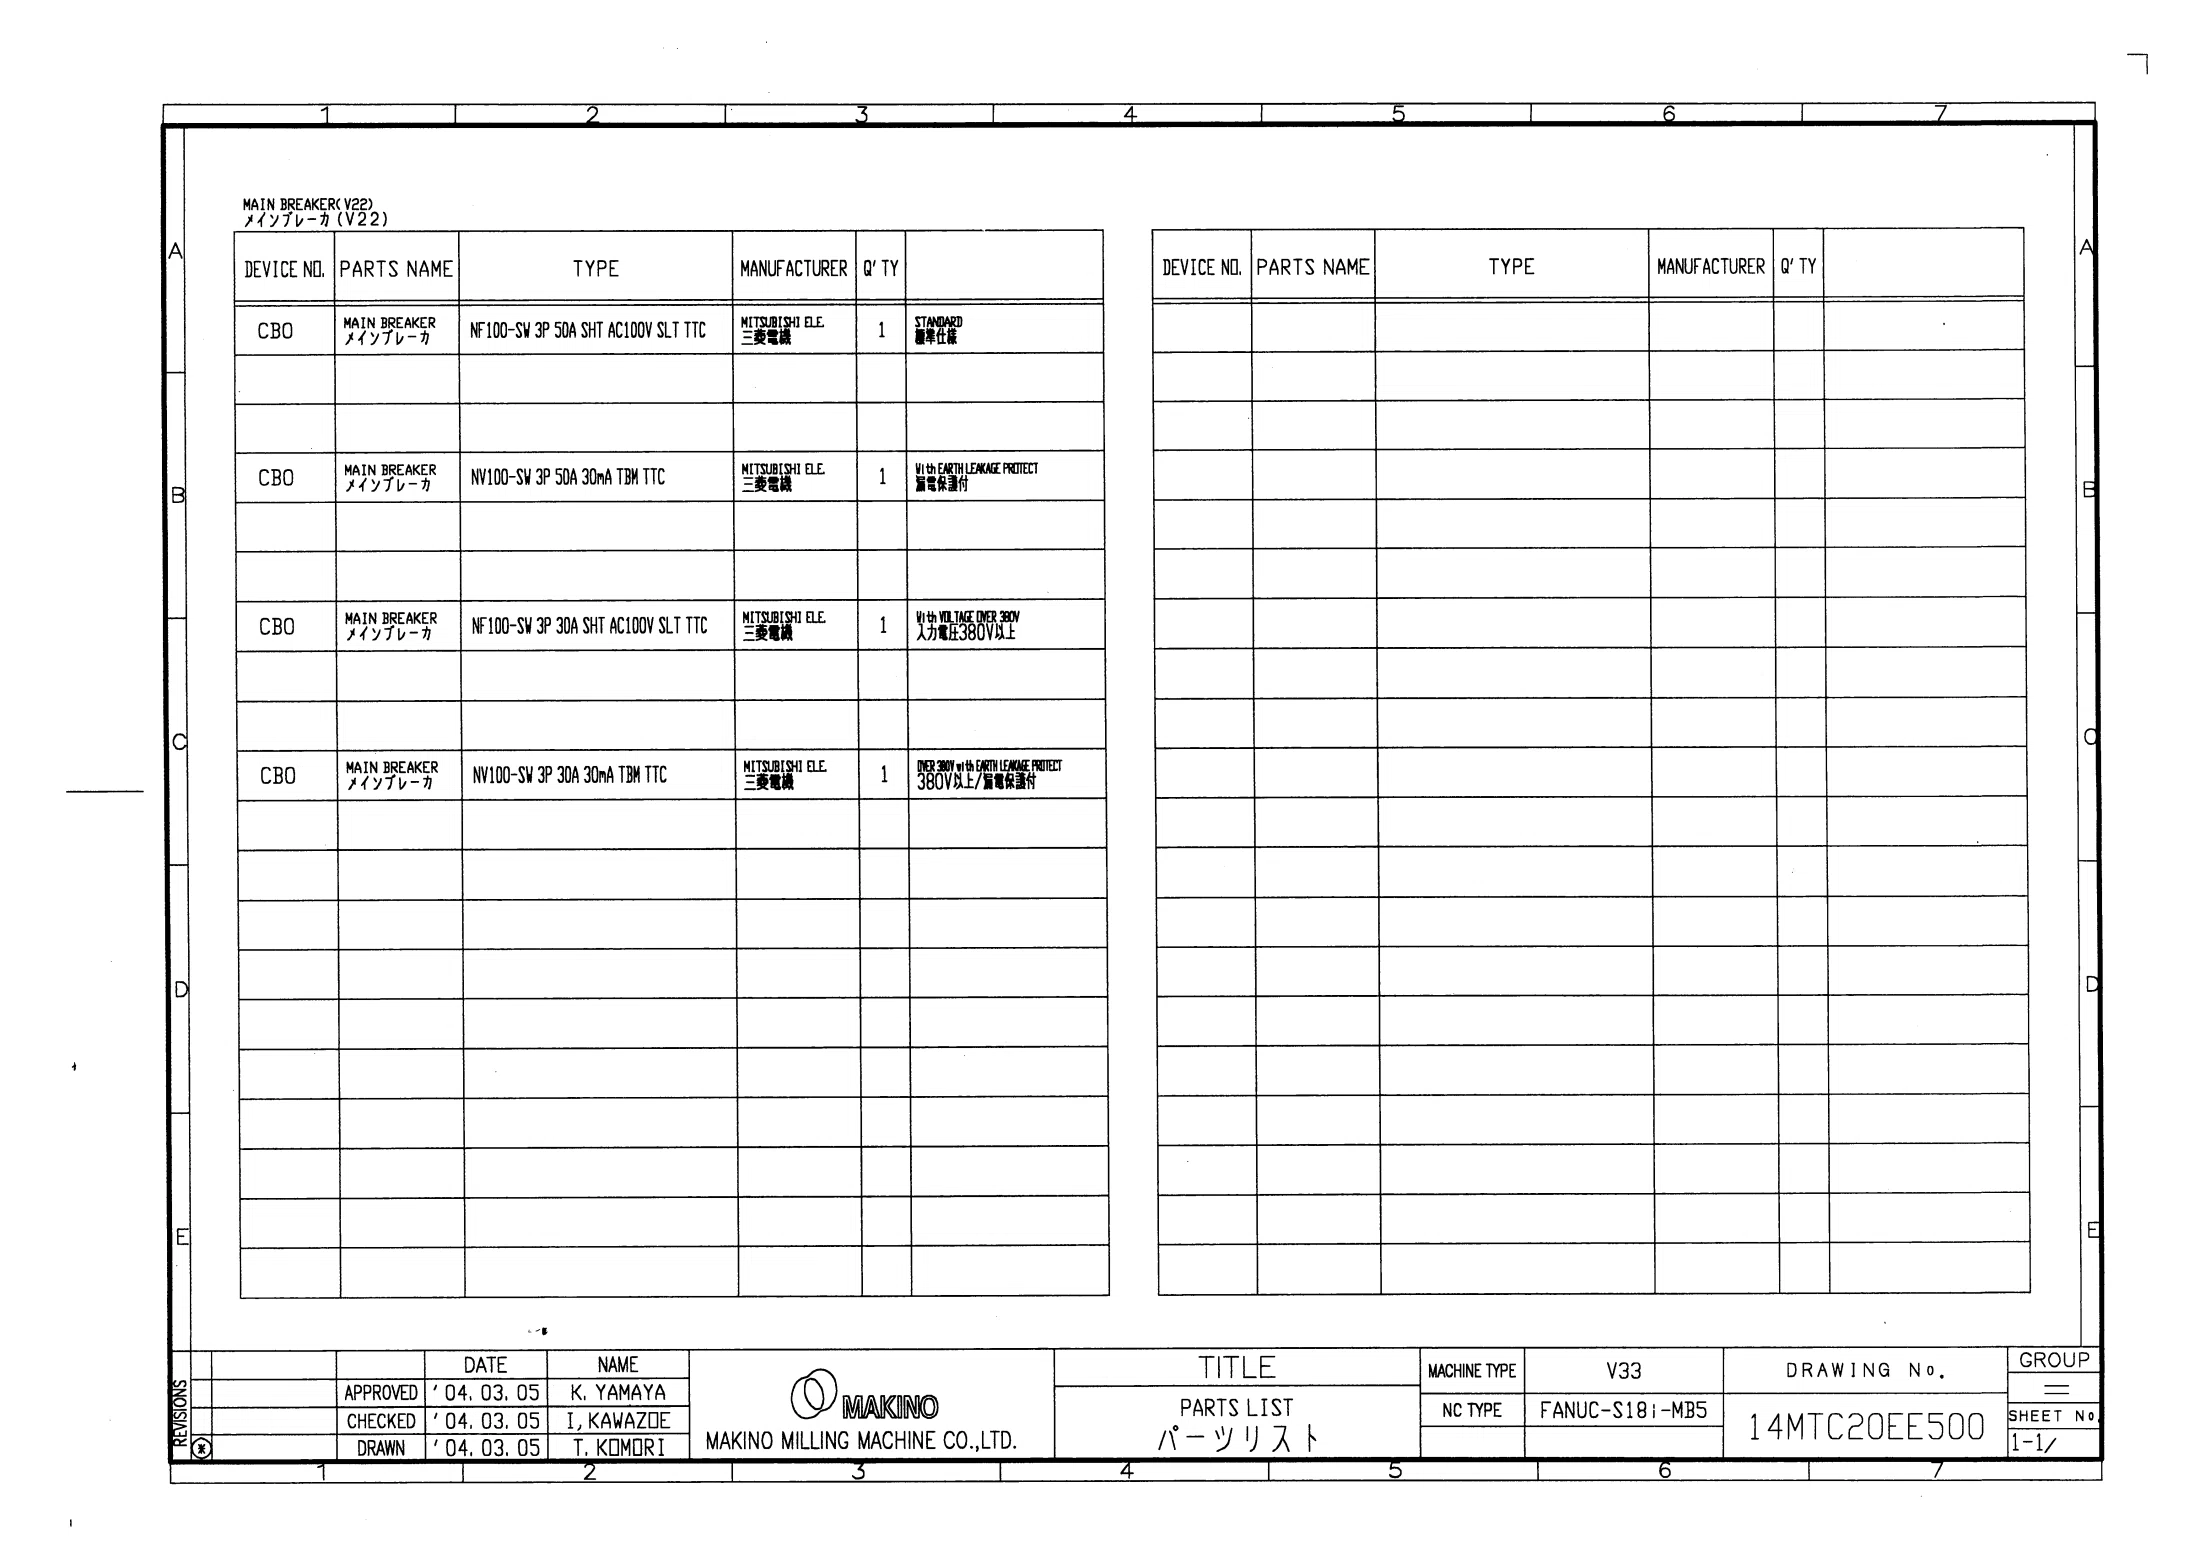 1 2 3 4 5 6 7
MAIN BREAKER(V22)
メインブレーカ(V22)
DEVICE NO. PARTS NAME TYPE MANUFACTURER Q'TY
CB0 MAIN BREAKER NF100-SW 3P 50A SHT AC100V SLT TTC MITSUBISHI ELE. 1 STANDARD
メインブレーカ 三菱電機 標準仕様
CB0 MAIN BREAKER NV100-SW 3P 50A 30mA TBM TTC MITSUBISHI ELE. 1 With EARTH LEAKAGE PROTECT
メインブレーカ 三菱電機 漏電保護付
CB0 MAIN BREAKER NF100-SW 3P 30A SHT AC100V SLT TTC MITSUBISHI ELE. 1 With VOLTAGE OVER 380V
メインブレーカ 三菱電機 入力電圧380V以上
CB0 MAIN BREAKER NV100-SW 3P 30A 30mA TBM TTC MITSUBISHI ELE. 1 OVER 380V with EARTH LEAKAGE PROTECT
メインブレーカ 三菱電機 380V以上/漏電保護付
DEVICE NO. PARTS NAME TYPE MANUFACTURER Q'TY
A A
B B
C C
D D
E E
REVISIONS
DATE NAME
APPROVED '04.03.05 K.YAMAYA
CHECKED '04.03.05 I,KAWAZOE
DRAWN '04.03.05 T.KOMORI
MAKINO
MAKINO MILLING MACHINE CO.,LTD.
TITLE
PARTS LIST
パーツリスト
MACHINE TYPE V33
NC TYPE FANUC-S18i-MB5
DRAWING No.
14MTC20EE500
GROUP
=
SHEET No.
1-1/
1 2 3 4 5 6 7